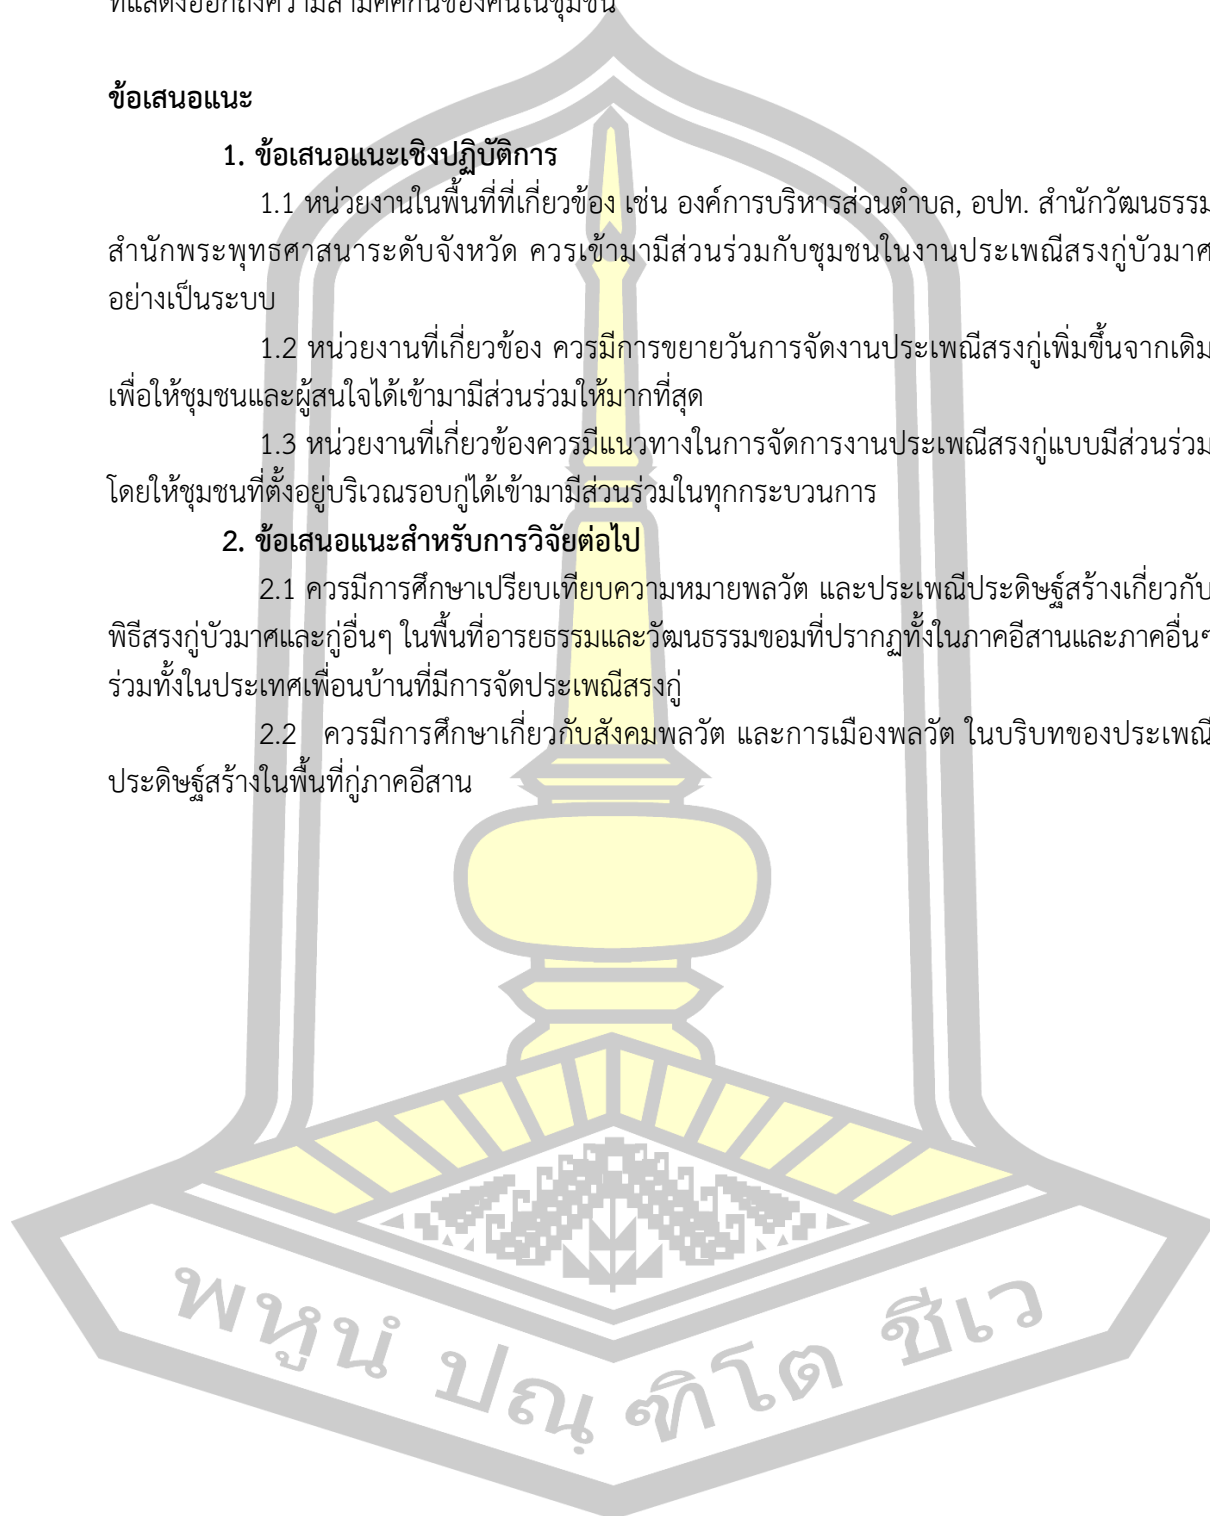 ที่แสดงออกถึงความสามัคคีกันของคนในชุมชน
ข้อเสนอแนะ
1. ข้อเสนอแนะเชิงปฏิบัติการ
1.1 หน่วยงานในพื้นที่ที่เกี่ยวข้อง เช่น องค์การบริหารส่วนตำบล, อปท. สำนักวัฒนธรรม
สำนักพระพุทธศาสนาระดับจังหวัด ควรเข้ามามีส่วนร่วมกับชุมชนในงานประเพณีสรงกู่บัวมาศ
อย่างเป็นระบบ
1.2 หน่วยงานที่เกี่ยวข้อง ควรมีการขยายวันการจัดงานประเพณีสรงกู่เพิ่มขึ้นจากเดิม
เพื่อให้ชุมชนและผู้สนใจได้เข้ามามีส่วนร่วมให้มากที่สุด
1.3 หน่วยงานที่เกี่ยวข้องควรมีแนวทางในการจัดการงานประเพณีสรงกู่แบบมีส่วนร่วม
โดยให้ชุมชนที่ตั้งอยู่บริเวณรอบกู่ได้เข้ามามีส่วนร่วมในทุกกระบวนการ
2. ข้อเสนอแนะสำหรับการวิจัยต่อไป
2.1 ควรมีการศึกษาเปรียบเทียบความหมายพลวัต และประเพณีประดิษฐ์สร้างเกี่ยวกับ
พิธีสรงกู่บัวมาศและกู่อื่นๆ ในพื้นที่อารยธรรมและวัฒนธรรมขอมที่ปรากฏทั้งในภาคอีสานและภาคอื่นๆ
ร่วมทั้งในประเทศเพื่อนบ้านที่มีการจัดประเพณีสรงกู่
2.2 ควรมีการศึกษาเกี่ยวกับสังคมพลวัต และการเมืองพลวัต ในบริบทของประเพณี
ประดิษฐ์สร้างในพื้นที่กู่ภาคอีสาน
พหูนํ ปณฺฑิโต ชีเว